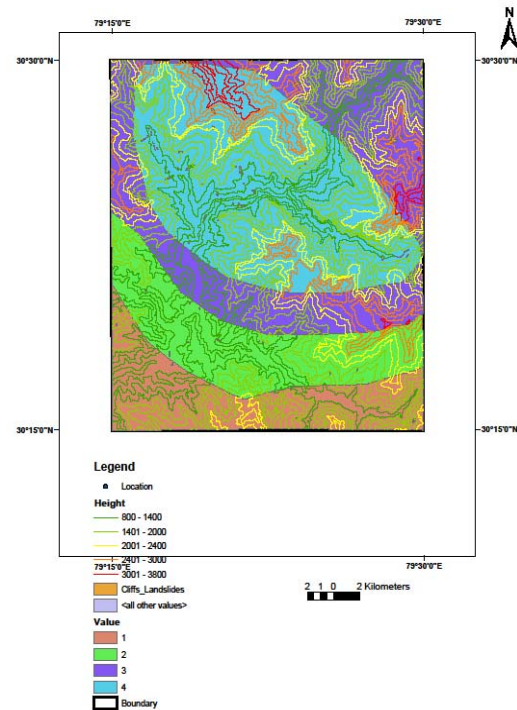 N
79°15'0"E 79°30'0"E
30°30'0"N 30°30'0"N
30°15'0"N 30°15'0"N
Legend
Location
Height
800 - 1400
79°15'0"E 79°30'0"E
1401 - 2000
2001 - 2400
2401 - 3000
3001 - 3800
2 1 0 2 Kilometers
Cliffs_Landslides
<all other values>
Value
1
2
3
4
Boundary